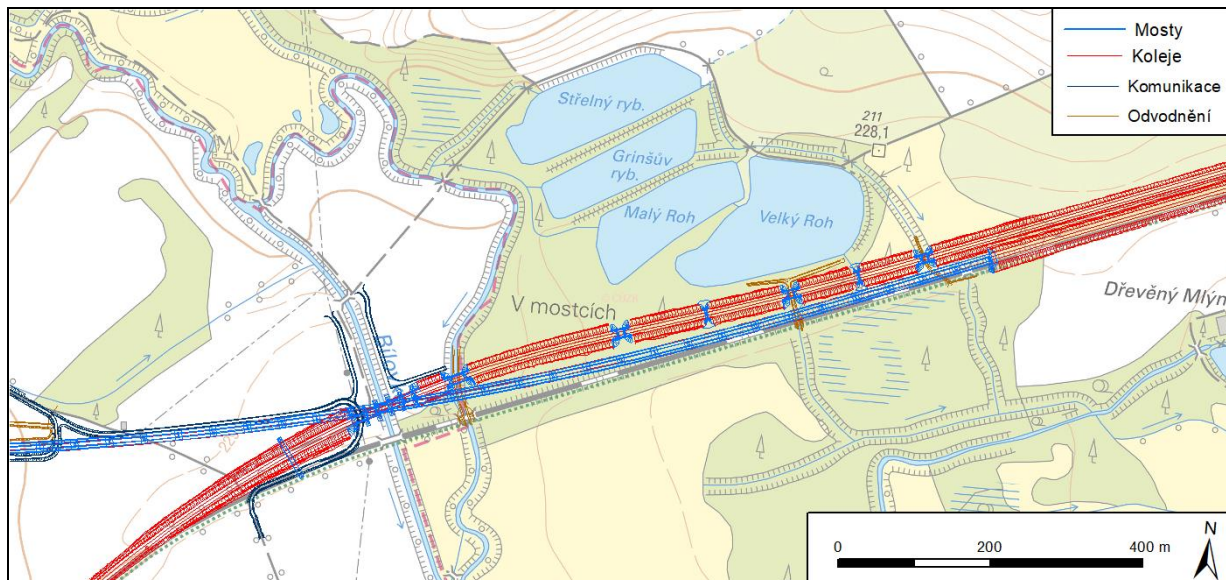 Mosty
Koleje
Komunikace
Odvodnění
Střelný ryb.
Grinšův
ryb.
Malý Roh
Velký Roh
211
228,1
V mostcích
Dřevěný Mlýn
N
0
200
400 m